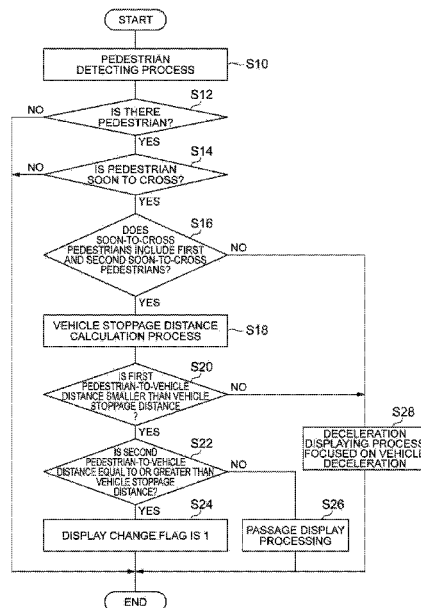 START
PEDESTRIAN
DETECTING PROCESS
S10
S12
NO
IS THERE
PEDESTRIAN?
YES
S14
NO
IS PEDESTRIAN
SOON TO CROSS?
YES
S16
DOES
SOON-TO-CROSS
PEDESTRIANS INCLUDE FIRST
AND SECOND SOON-TO-CROSS
PEDESTRIANS?
NO
YES
VEHICLE STOPPAGE DISTANCE
CALCULATION PROCESS
S18
S20
IS FIRST
PEDESTRIAN-TO-VEHICLE
DISTANCE SMALLER THAN VEHICLE
STOPPAGE DISTANCE
?
NO
YES
S28
DECELERATION
DISPLAYING PROCESS
FOCUSED ON VEHICLE
DECELERATION
S22
IS SECOND
PEDESTRIAN-TO-VEHICLE
DISTANCE EQUAL TO OR GREATER THAN
VEHICLE STOPPAGE
DISTANCE?
NO
YES
S24
DISPLAY CHANGE FLAG IS 1
S26
PASSAGE DISPLAY
PROCESSING
END